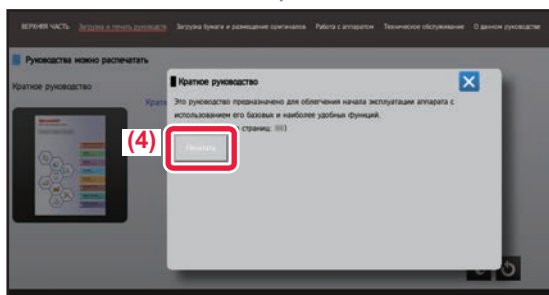 ВЕРХНЯЯ ЧАСТЬ Загрузка и печать руководств Загрузка бумаги и размещение оригиналов Работа с аппаратом Техническое обслуживание О данном руководстве
Руководства можно распечатать
Краткое руководство
Краткое руководство
Это руководство предназначено для облегчения начала эксплуатации аппарата с
использованием его базовых и наиболее удобных функций.
страниц:
(4)
Печатать